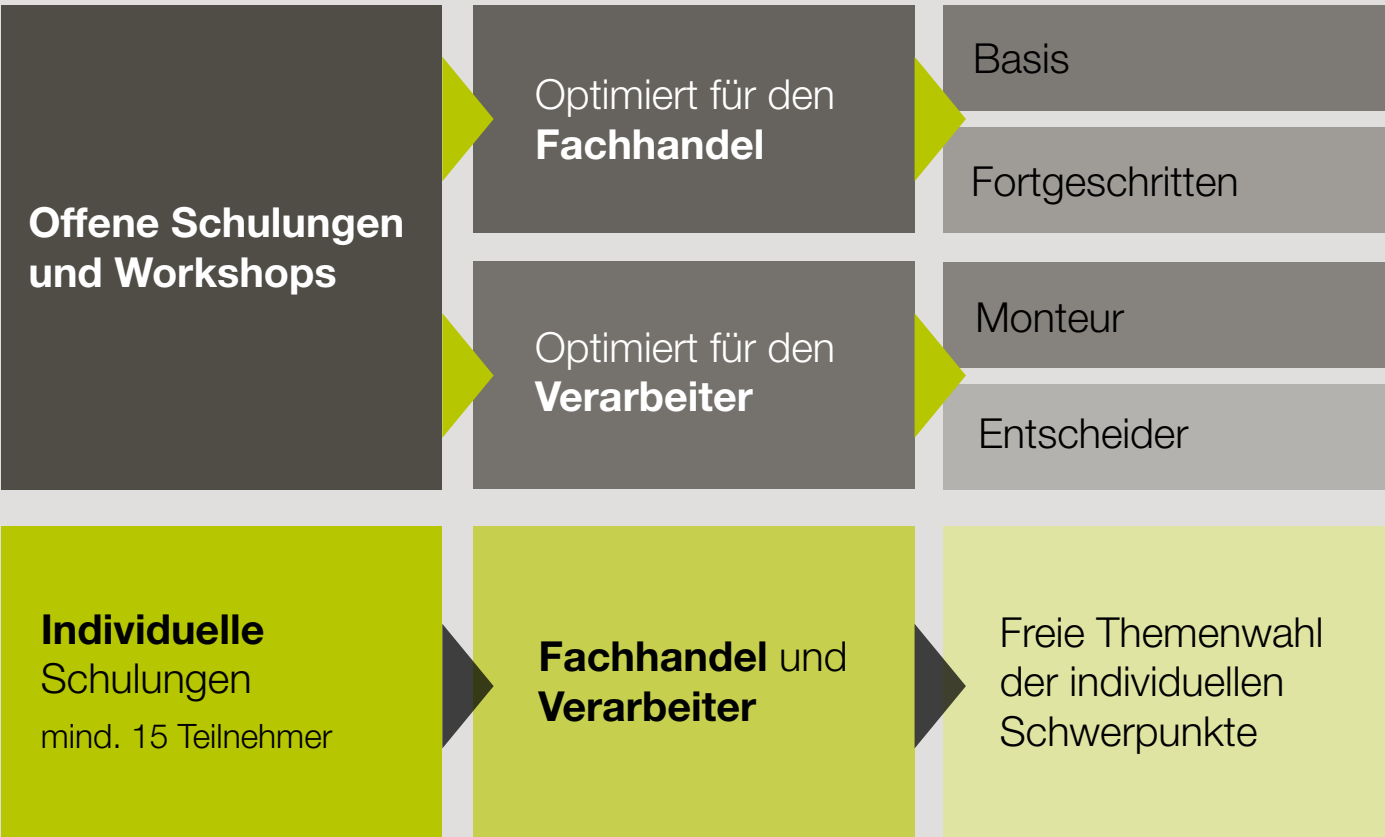 Offene Schulungen
und Workshops
Optimiert für den
Fachhandel
Basis
Fortgeschritten
Optimiert für den
Verarbeiter
Monteur
Entscheider
Individuelle
Schulungen
mind. 15 Teilnehmer
Fachhandel und
Verarbeiter
Freie Themenwahl
der individuellen
Schwerpunkte